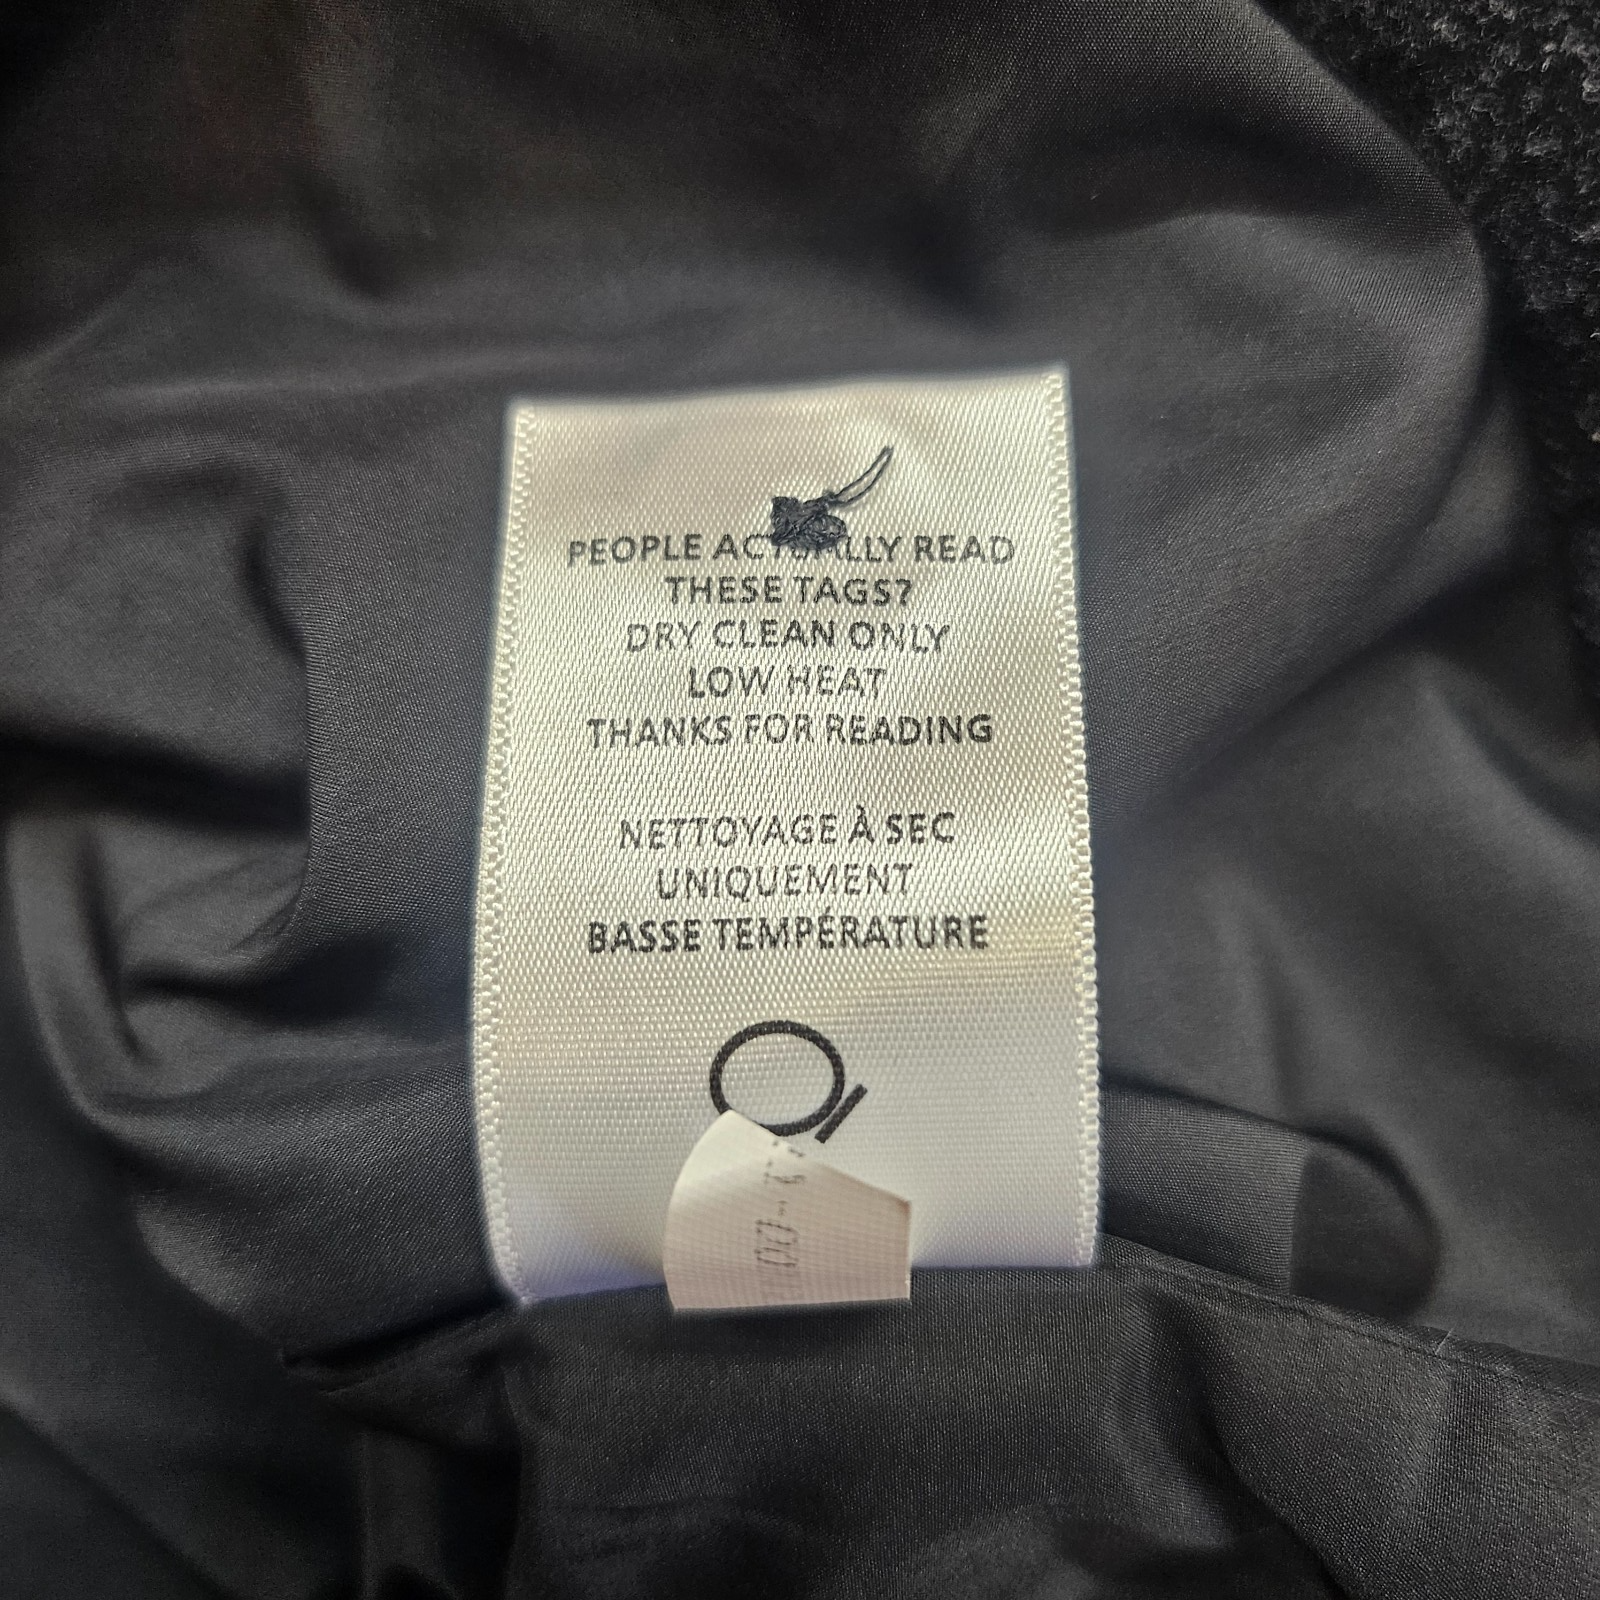 PEOPLE ACTUALLY READ
THESE TAGS?
DRY CLEAN ONLY
LOW HEAT
THANKS FOR READING
NETTOYAGE À SEC
UNIQUEMENT
BASSE TEMPÉRATURE